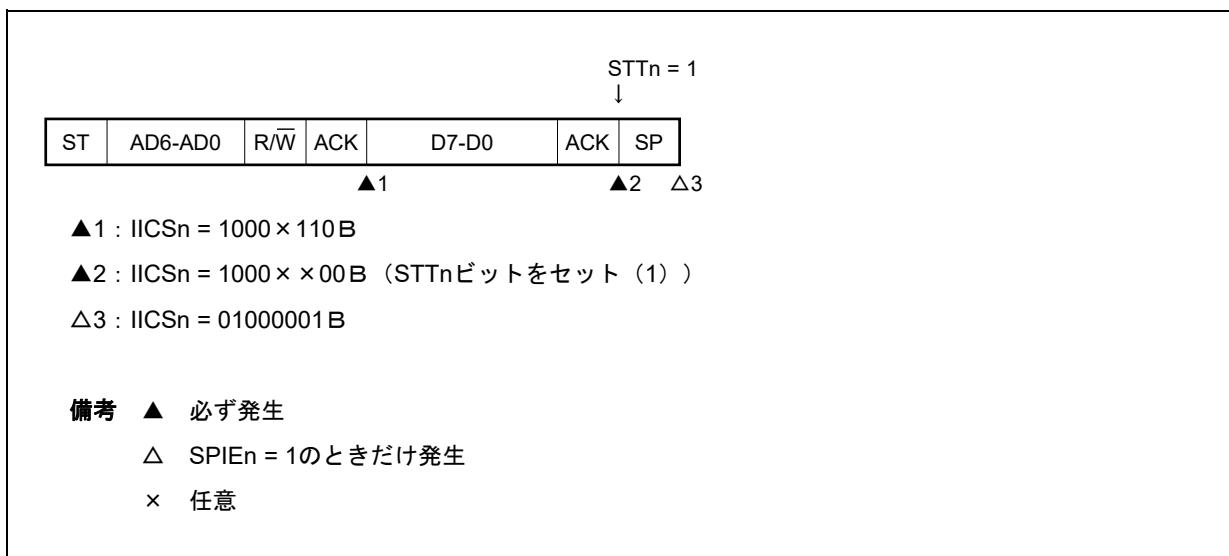 STTn = 1
↓
ST AD6-AD0 R/W̅ ACK D7-D0 ACK SP
▲1 ▲2 △3
▲1：IICSn = 1000×110Ｂ
▲2：IICSn = 1000××00Ｂ（STTnビットをセット（1））
△3：IICSn = 01000001Ｂ
備考 ▲ 必ず発生
△ SPIEn = 1のときだけ発生
× 任意